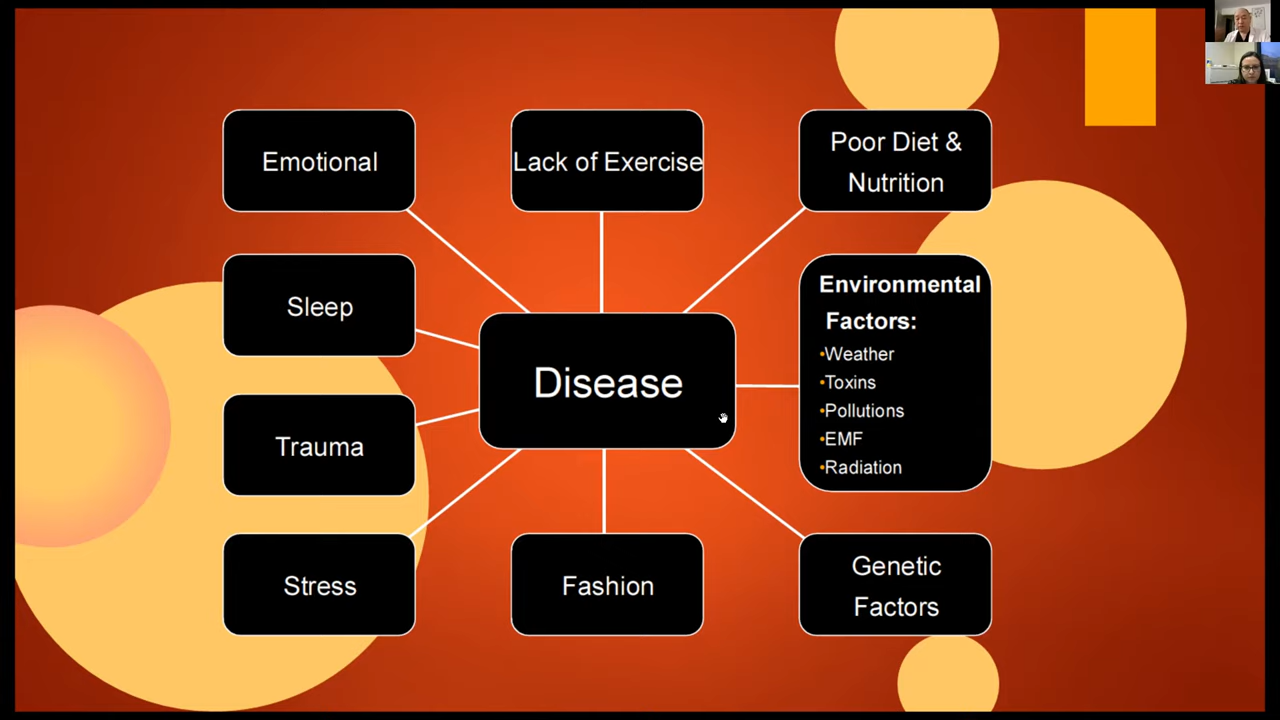 Emotional
Lack of Exercise
Poor Diet &
Nutrition
Sleep
Environmental
Factors:
•Weather
•Toxins
•Pollutions
•EMF
•Radiation
Disease
Trauma
Stress
Fashion
Genetic
Factors